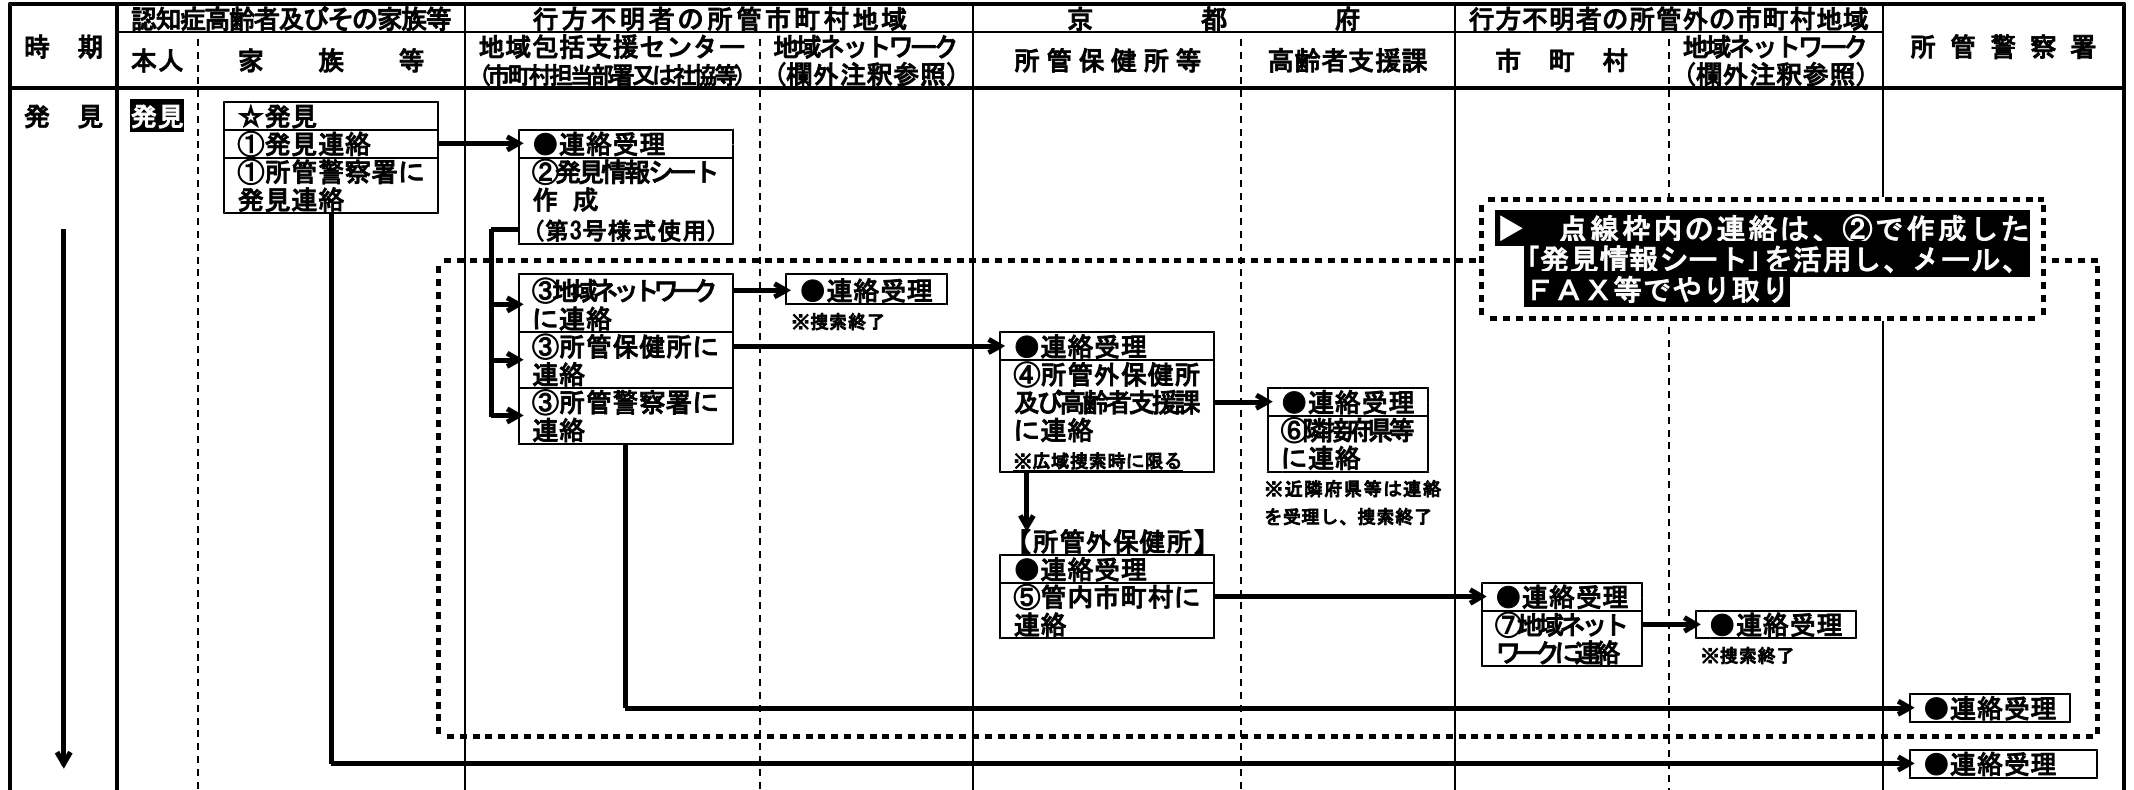 時　期
認知症高齢者及びその家族等
行方不明者の所管市町村地域
京　都　府
行方不明者の所管外の市町村地域
所管警察署
本人
家　族　等
地域包括支援センター
(市町村担当部署又は社協等)
地域ネットワーク
(欄外注釈参照)
所管保健所等
高齢者支援課
市　町　村
地域ネットワーク
(欄外注釈参照)
発　見
発見
☆発見
①発見連絡
①所管警察署に
発見連絡
●連絡受理
②発見情報シート
作　成
(第3号様式使用)
▶　点線枠内の連絡は、②で作成した
「発見情報シート」を活用し、メール、
ＦＡＸ等でやり取り
③地域ネットワーク
に連絡
③所管保健所に
連絡
③所管警察署に
連絡
●連絡受理
※捜索終了
●連絡受理
④所管外保健所
及び高齢者支援課
に連絡
※広域捜索時に限る
●連絡受理
⑥隣接府県等
に連絡
※近隣府県等は連絡
を受理し、捜索終了
【所管外保健所】
●連絡受理
⑤管内市町村に
連絡
●連絡受理
⑦地域ネット
ワークに連絡
●連絡受理
※捜索終了
●連絡受理
●連絡受理